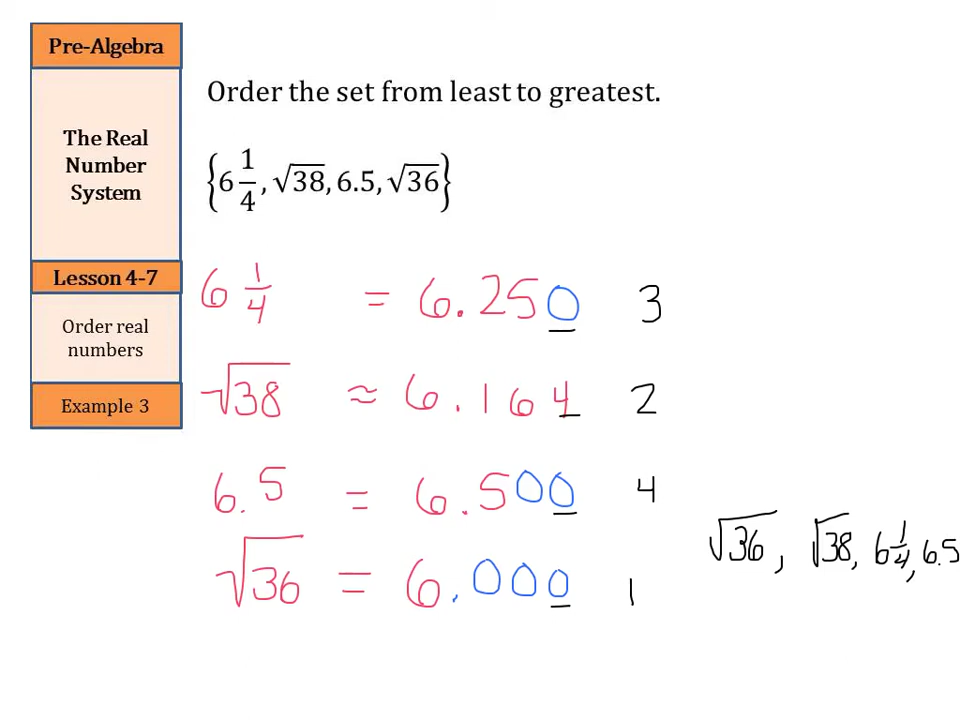 Pre-Algebra
The Real
Number
System
Lesson 4-7
Order real
numbers
Example 3
Order the set from least to greatest.
{6 1/4, √38, 6.5, √36}
6 1/4 = 6.250 3
√38 ≈ 6.164 2
6.5 = 6.500 4
√36 = 6.000 1
√36, √38, 6 1/4, 6.5